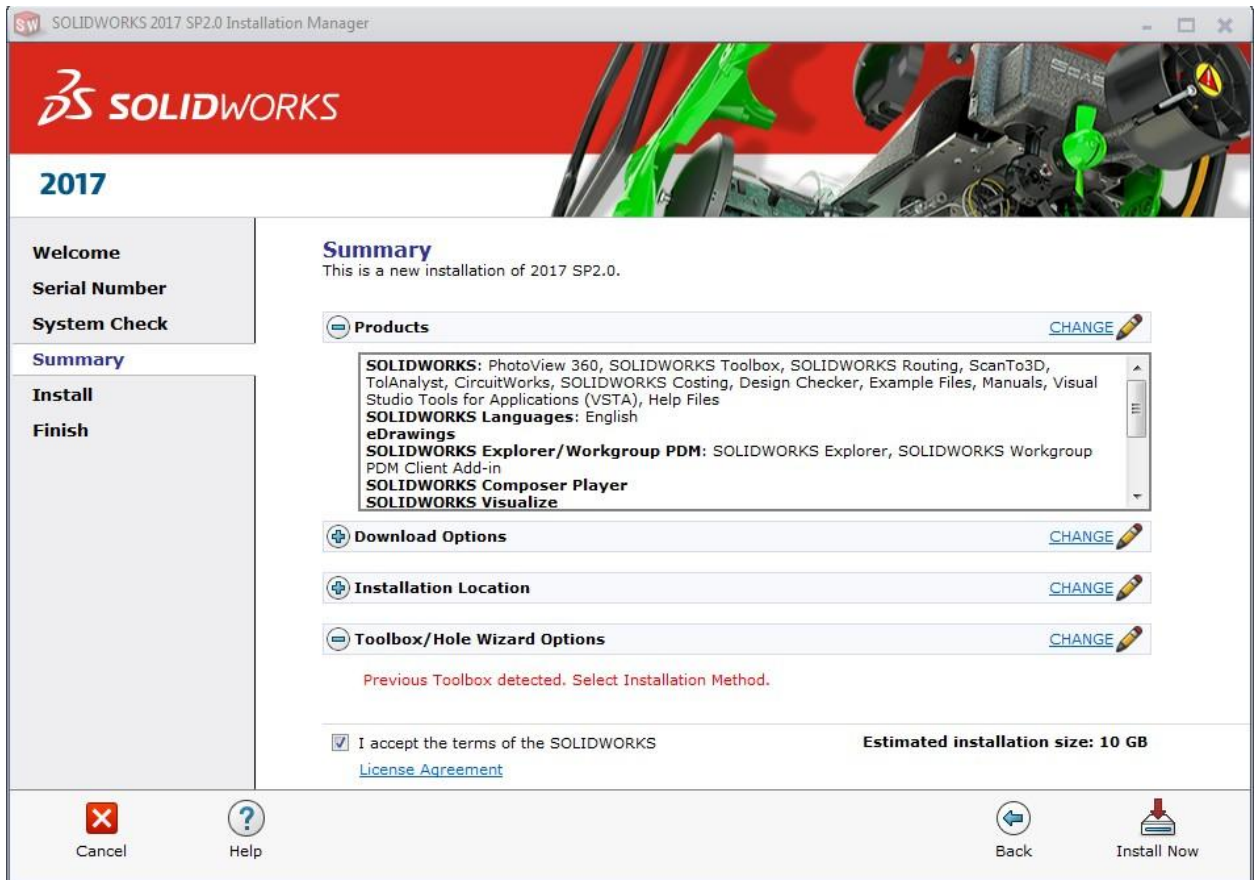 SW SOLIDWORKS 2017 SP2.0 Installation Manager
SOLIDWORKS
2017
Welcome
Serial Number
System Check
Summary
Install
Finish
Summary
This is a new installation of 2017 SP2.0.
Products CHANGE
SOLIDWORKS: PhotoView 360, SOLIDWORKS Toolbox, SOLIDWORKS Routing, ScanTo3D,
TolAnalyst, CircuitWorks, SOLIDWORKS Costing, Design Checker, Example Files, Manuals, Visual
Studio Tools for Applications (VSTA), Help Files
SOLIDWORKS Languages: English
eDrawings
SOLIDWORKS Explorer/Workgroup PDM: SOLIDWORKS Explorer, SOLIDWORKS Workgroup
PDM Client Add-in
SOLIDWORKS Composer Player
SOLIDWORKS Visualize
Download Options CHANGE
Installation Location CHANGE
Toolbox/Hole Wizard Options CHANGE
Previous Toolbox detected. Select Installation Method.
I accept the terms of the SOLIDWORKS
License Agreement
Estimated installation size: 10 GB
Cancel
Help
Back
Install Now